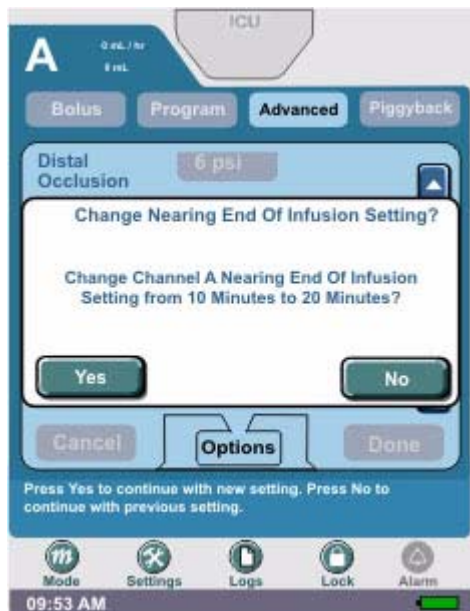 ICU
A
0 mL / hr
0 mL
Bolus Program Advanced Piggyback
Distal
Occlusion
6 psi
Change Nearing End Of Infusion Setting?
Change Channel A Nearing End Of Infusion
Setting from 10 Minutes to 20 Minutes?
Yes No
Cancel Options Done
Press Yes to continue with new setting. Press No to
continue with previous setting.
m
Mode Settings Logs Lock Alarm
09:53 AM